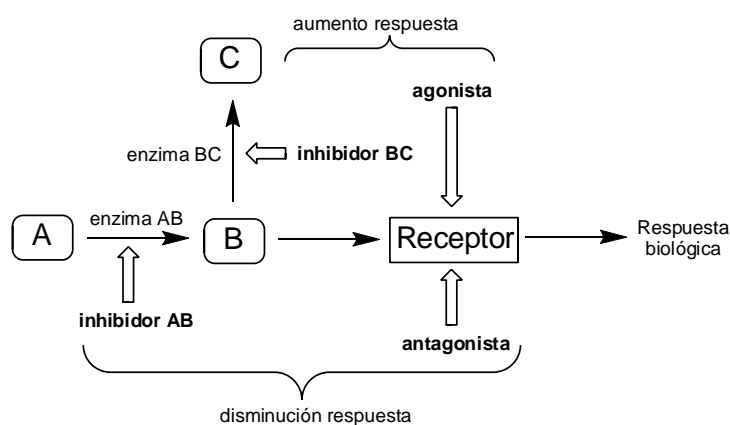 aumento respuesta
C
agonista
enzima BC
inhibidor BC
enzima AB
A
B
Receptor
Respuesta
biológica
inhibidor AB
antagonista
disminución respuesta